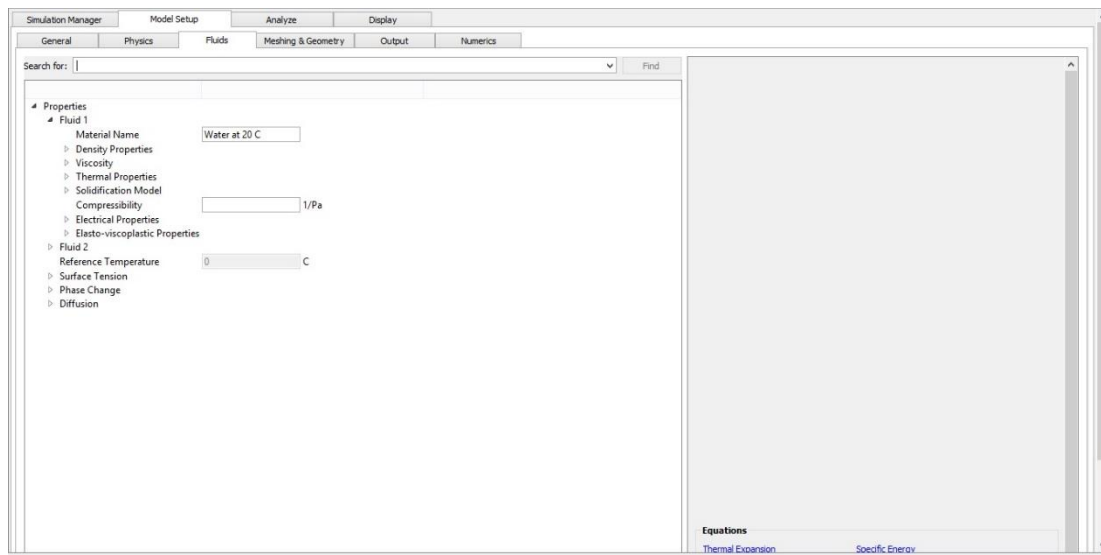 Simulation Manager Model Setup Analyze Display
General Physics Fluids Meshing & Geometry Output Numerics
Search for: Find
Properties
Fluid 1
Material Name Water at 20 C
Density Properties
Viscosity
Thermal Properties
Solidification Model
Compressibility 1/Pa
Electrical Properties
Elasto-viscoplastic Properties
Fluid 2
Reference Temperature 0 C
Surface Tension
Phase Change
Diffusion
Equations
Thermal Expansion Specific Energy